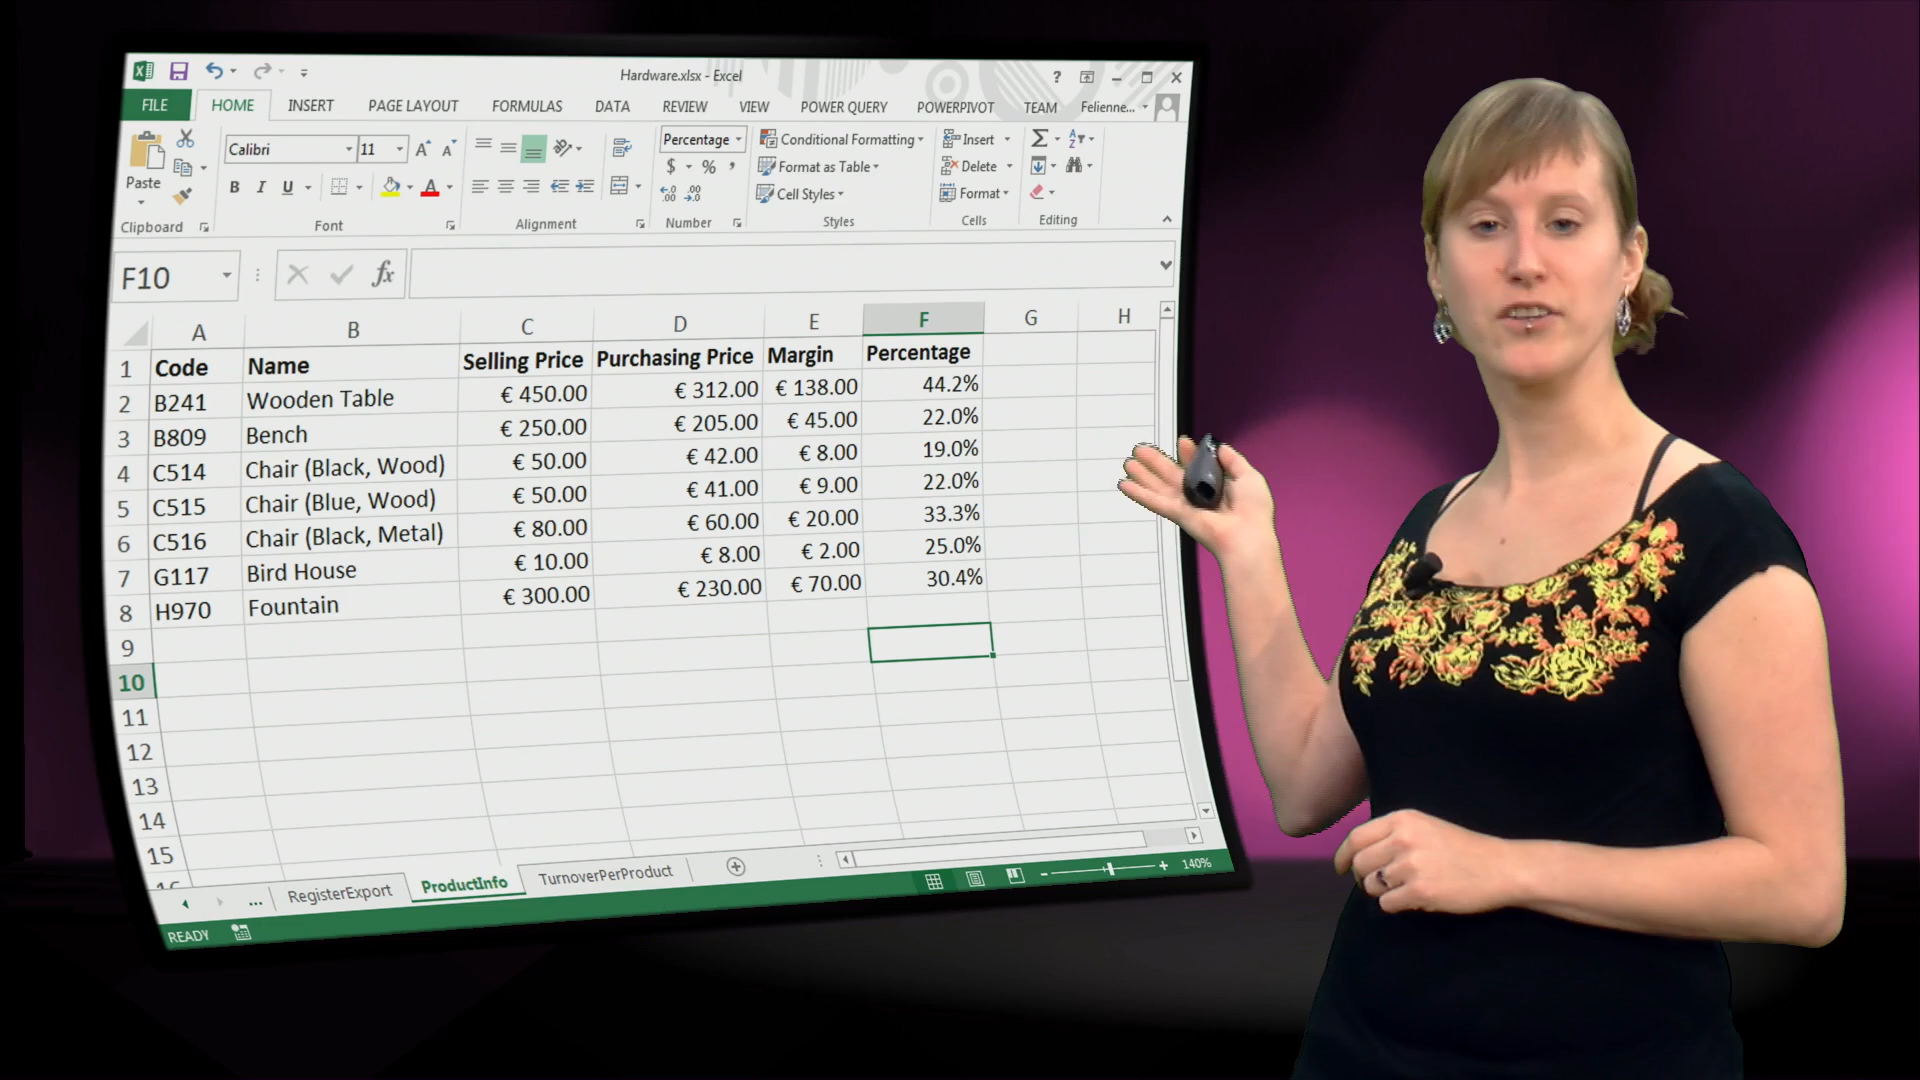 Hardware.xlsx - Excel
?
FILE HOME INSERT PAGE LAYOUT FORMULAS DATA REVIEW VIEW POWER QUERY POWERPIVOT TEAM Felienne...
Paste
Clipboard
Calibri 11
B I U
Font
Alignment
Percentage
$ % ,
Number
Conditional Formatting
Format as Table
Cell Styles
Styles
Insert
Delete
Format
Cells
Editing
F10 fx
A B C D E F G H
1 Code Name Selling Price Purchasing Price Margin Percentage
2 B241 Wooden Table € 450.00 € 312.00 € 138.00 44.2%
3 B809 Bench € 250.00 € 205.00 € 45.00 22.0%
4 C514 Chair (Black, Wood) € 50.00 € 42.00 € 8.00 19.0%
5 C515 Chair (Blue, Wood) € 50.00 € 41.00 € 9.00 22.0%
6 C516 Chair (Black, Metal) € 80.00 € 60.00 € 20.00 33.3%
7 G117 Bird House € 10.00 € 8.00 € 2.00 25.0%
8 H970 Fountain € 300.00 € 230.00 € 70.00 30.4%
9
10
11
12
13
14
15
... RegisterExport ProductInfo TurnoverPerProduct
READY 140%